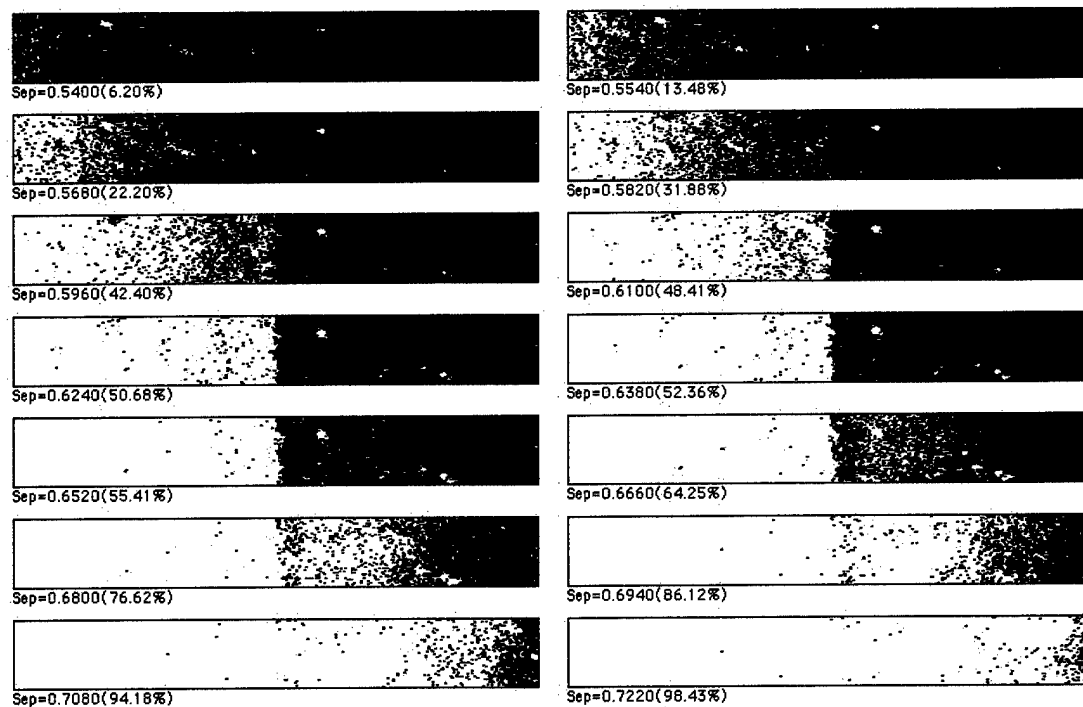 Sep=0.5400(6.20%)
Sep=0.5540(13.48%)
Sep=0.5680(22.20%)
Sep=0.5820(31.88%)
Sep=0.5960(42.40%)
Sep=0.6100(48.41%)
Sep=0.6240(50.68%)
Sep=0.6380(52.36%)
Sep=0.6520(55.41%)
Sep=0.6660(64.25%)
Sep=0.6800(76.62%)
Sep=0.6940(86.12%)
Sep=0.7080(94.18%)
Sep=0.7220(98.43%)